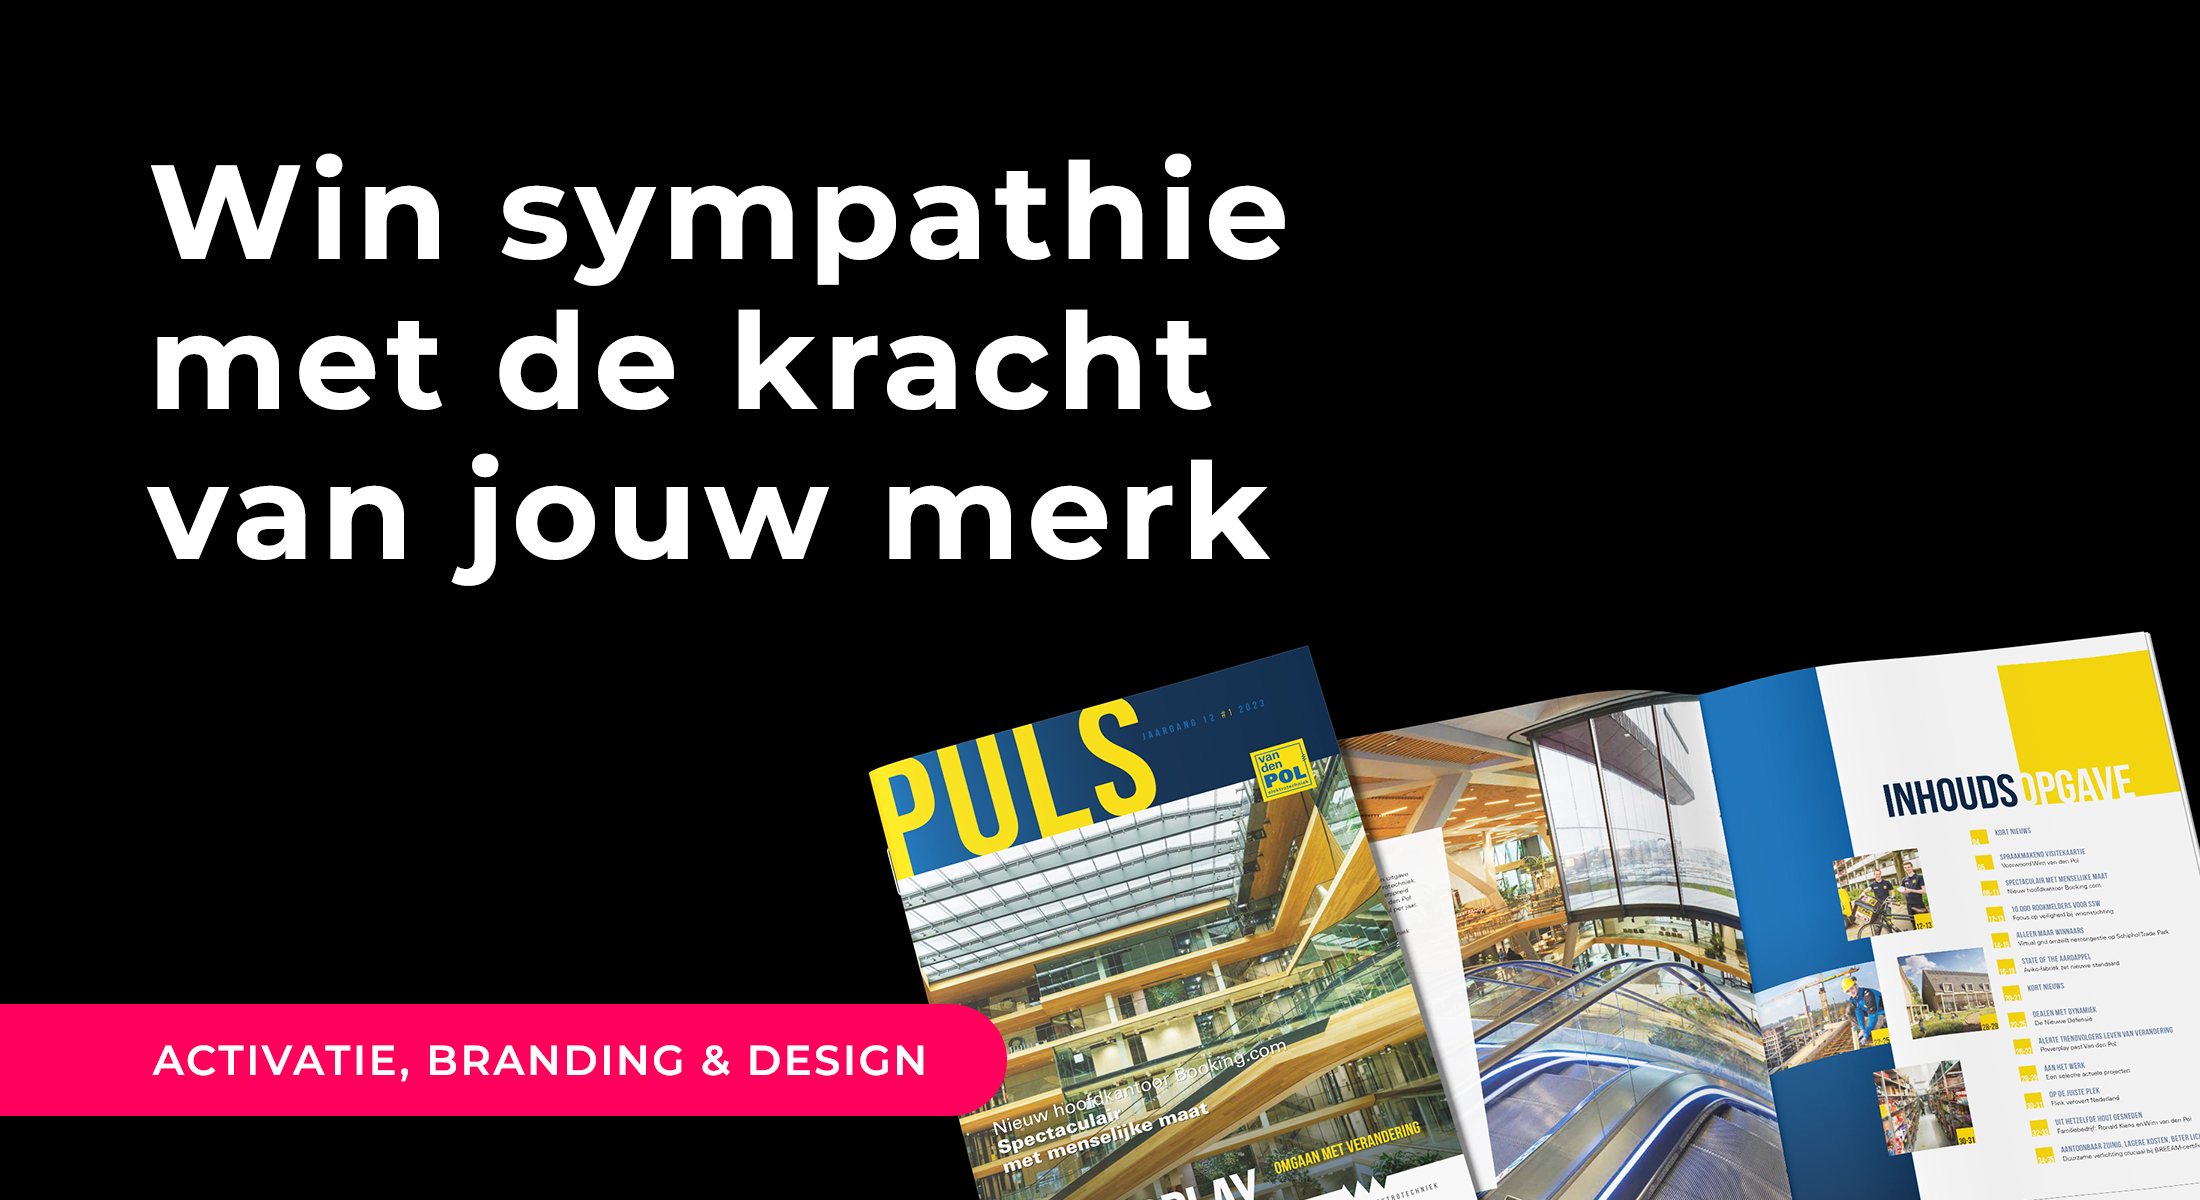 Win sympathie
met de kracht
van jouw merk
ACTIVATIE, BRANDING & DESIGN
PULS
JAARGANG 12 #1 2023
van
den
POL
elektrotechniek
Nieuw hoofdkantoor Booking.com
Spectaculair
met menselijke maat
OMGAAN MET VERANDERING
INHOUDSOPGAVE
KORT NIEUWS
SPRAAKMAKEND VISITEKAARTJE
Voorwoord Wim van den Pol
SPECTACULAIR MET MENSELIJKE MAAT
Nieuw hoofdkantoor Booking.com
10.000 ROOKMELDERS VOOR SSW
Focus op veiligheid bij woonstichting
12-13
ALLEEN MAAR WINNAARS
Virtual grid omzeilt netcongestie op Schiphol Trade Park
STATE OF THE AARDAPPEL
Aviko-fabriek zet nieuwe standaard
KORT NIEUWS
28-29
DEALEN MET DYNAMIEK
De Nieuwe Defensie
22-25
ALERTE TRENDVOLGERS LEVEN VAN VERANDERING
Powerplay past Van den Pol
AAN HET WERK
Een selectie actuele projecten
OP DE JUISTE PLEK
Flink verovert Nederland
30-31
UIT HETZELFDE HOUT GESNEDEN
Familiebedrijf: Ronald Kiens en Wim van den Pol
AANTOONBAAR ZUINIG, LAGERE KOSTEN, BETER
Duurzame verlichting cruciaal bij